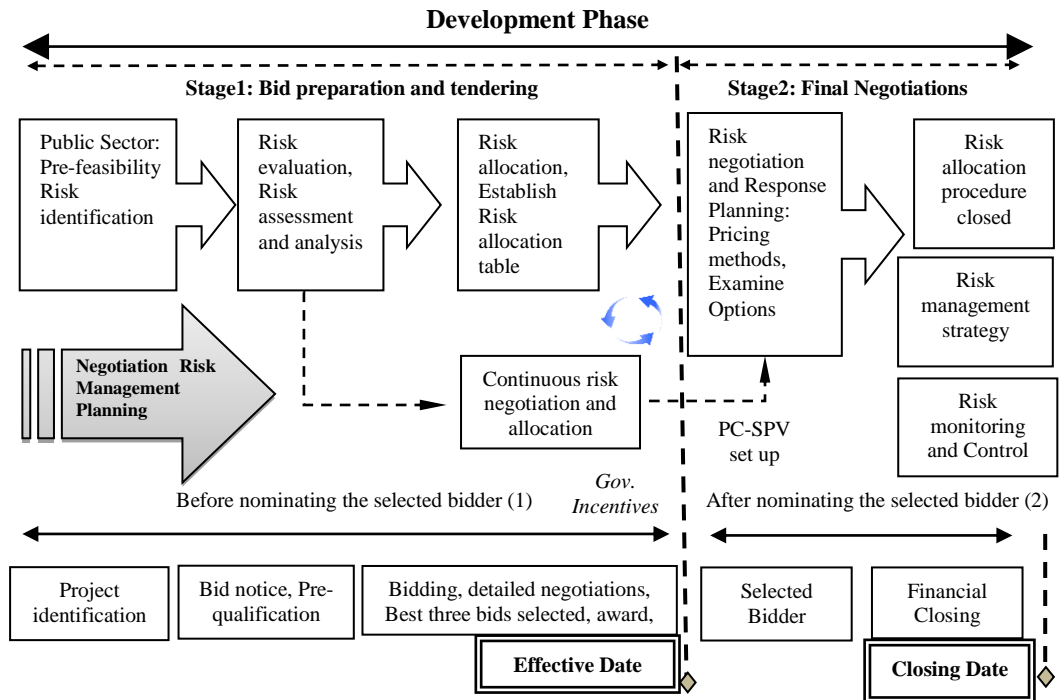 Development Phase
Stage1: Bid preparation and tendering
Stage2: Final Negotiations
Public Sector:
Pre-feasibility
Risk
identification
Risk
evaluation,
Risk
assessment
and analysis
Risk
allocation,
Establish
Risk
allocation
table
Risk
negotiation
and Response
Planning:
Pricing
methods,
Examine
Options
Risk
allocation
procedure
closed
Risk
management
strategy
Risk
monitoring
and Control
Negotiation Risk
Management
Planning
Continuous risk
negotiation and
allocation
PC-SPV
set up
Gov.
Incentives
Before nominating the selected bidder (1)
After nominating the selected bidder (2)
Project
identification
Bid notice, Pre-
qualification
Bidding, detailed negotiations,
Best three bids selected, award,
Effective Date
Selected
Bidder
Financial
Closing
Closing Date